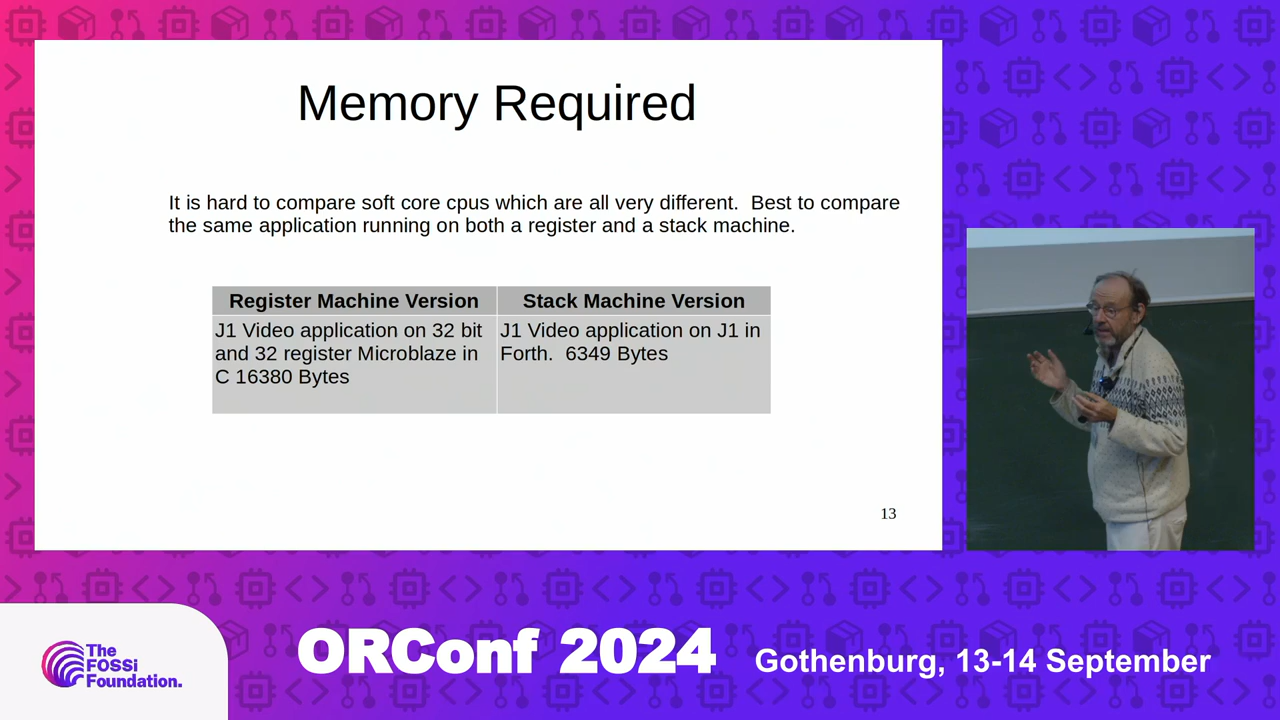 Memory Required
It is hard to compare soft core cpus which are all very different.  Best to compare
the same application running on both a register and a stack machine.
Register Machine Version
Stack Machine Version
J1 Video application on 32 bit
and 32 register Microblaze in
C 16380 Bytes
J1 Video application on J1 in
Forth.  6349 Bytes
13
The
FOSSi
Foundation.
ORConf 2024
Gothenburg, 13-14 September